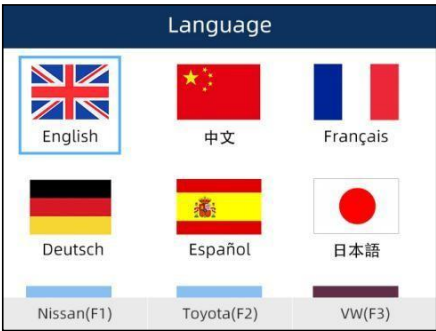 Language
English 中文 Français
Deutsch Español 日本語
Nissan(F1) Toyota(F2) VW(F3)